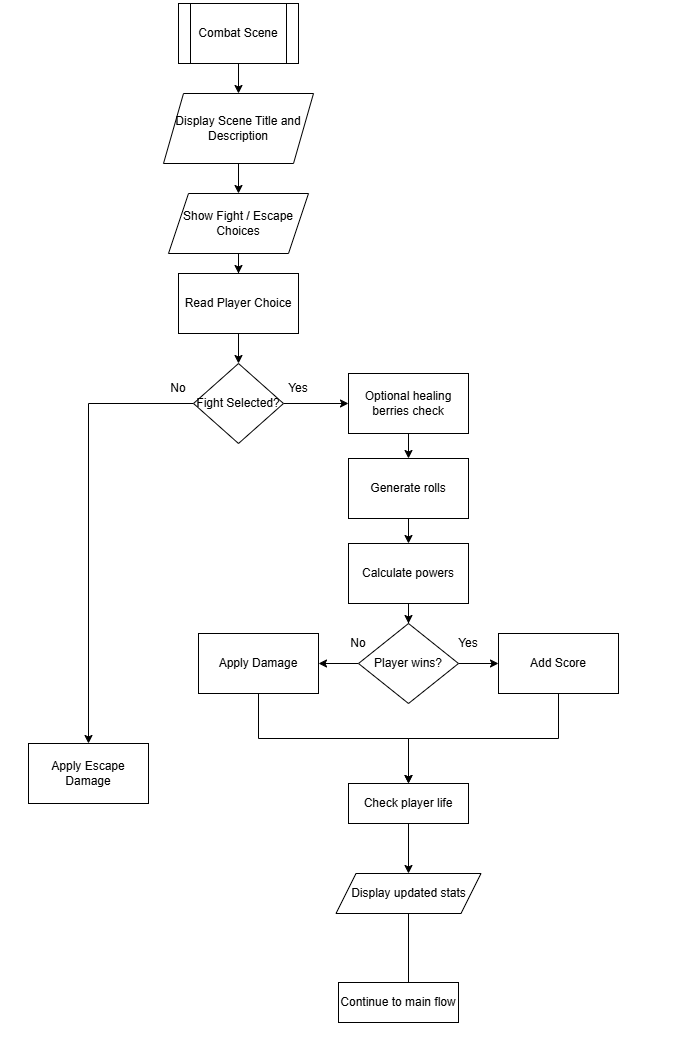 Combat Scene
Display Scene Title and
Description
Show Fight / Escape
Choices
Read Player Choice
No
Yes
Fight Selected?
Optional healing
berries check
Generate rolls
Calculate powers
No
Yes
Apply Damage
Player wins?
Add Score
Apply Escape
Damage
Check player life
Display updated stats
Continue to main flow